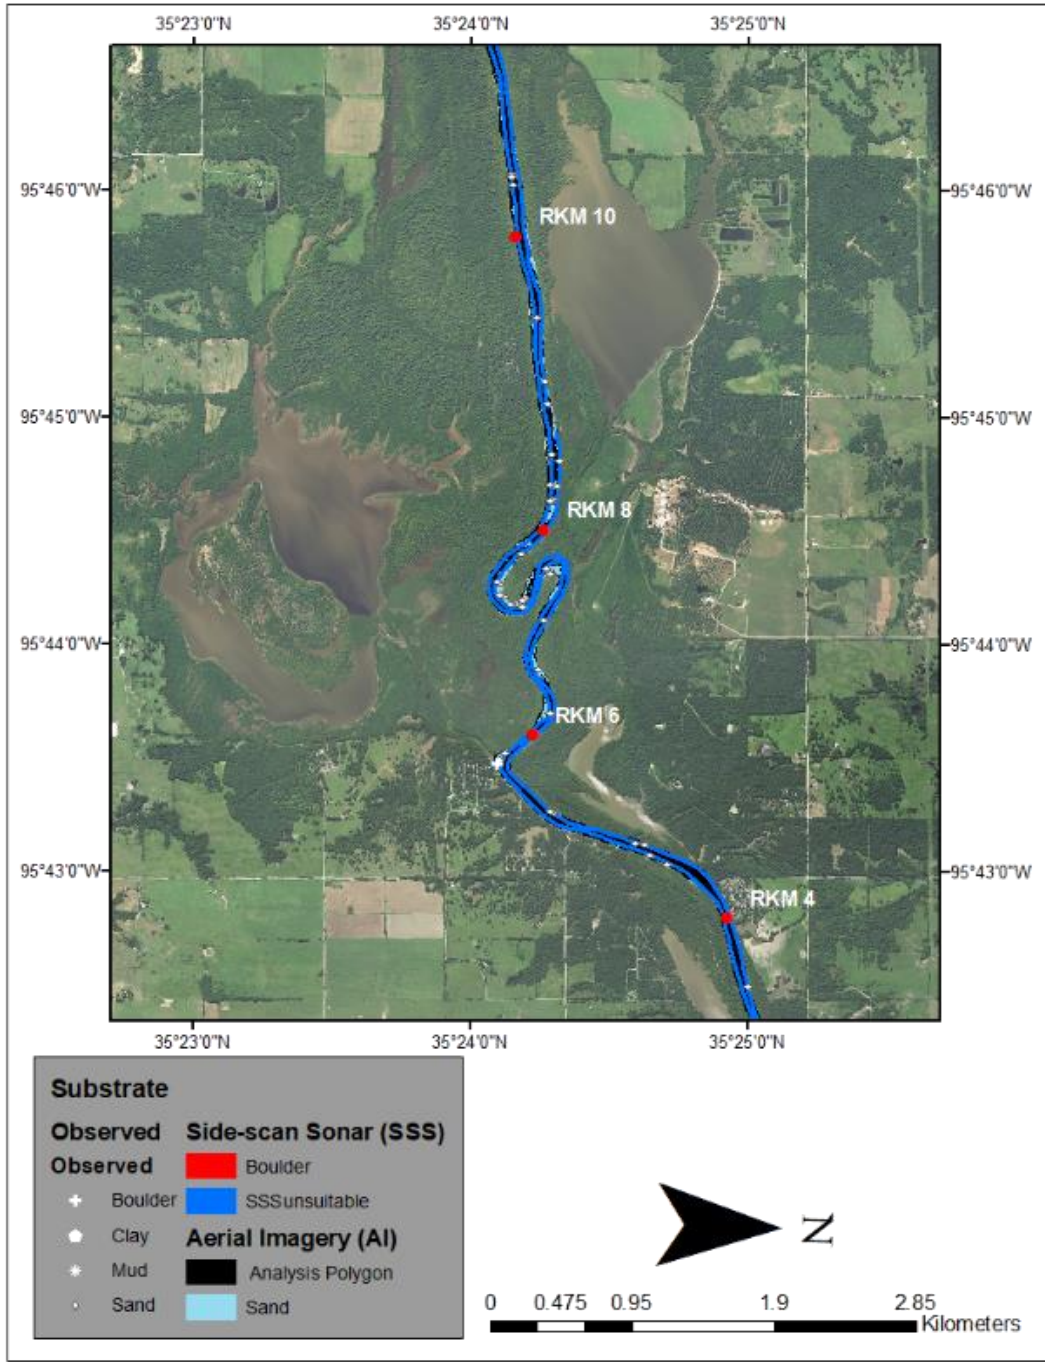 35°23'0"N 35°24'0"N 35°25'0"N
95°46'0"W 95°46'0"W
RKM 10
95°45'0"W 95°45'0"W
RKM 8
95°44'0"W 95°44'0"W
RKM 6
95°43'0"W 95°43'0"W
RKM 4
35°23'0"N 35°24'0"N 35°25'0"N
Substrate
Observed Side-scan Sonar (SSS)
Observed Boulder
Boulder SSSunsuitable
Clay Aerial Imagery (AI)
Mud Analysis Polygon
Sand Sand
N
0 0.475 0.95 1.9 2.85
Kilometers